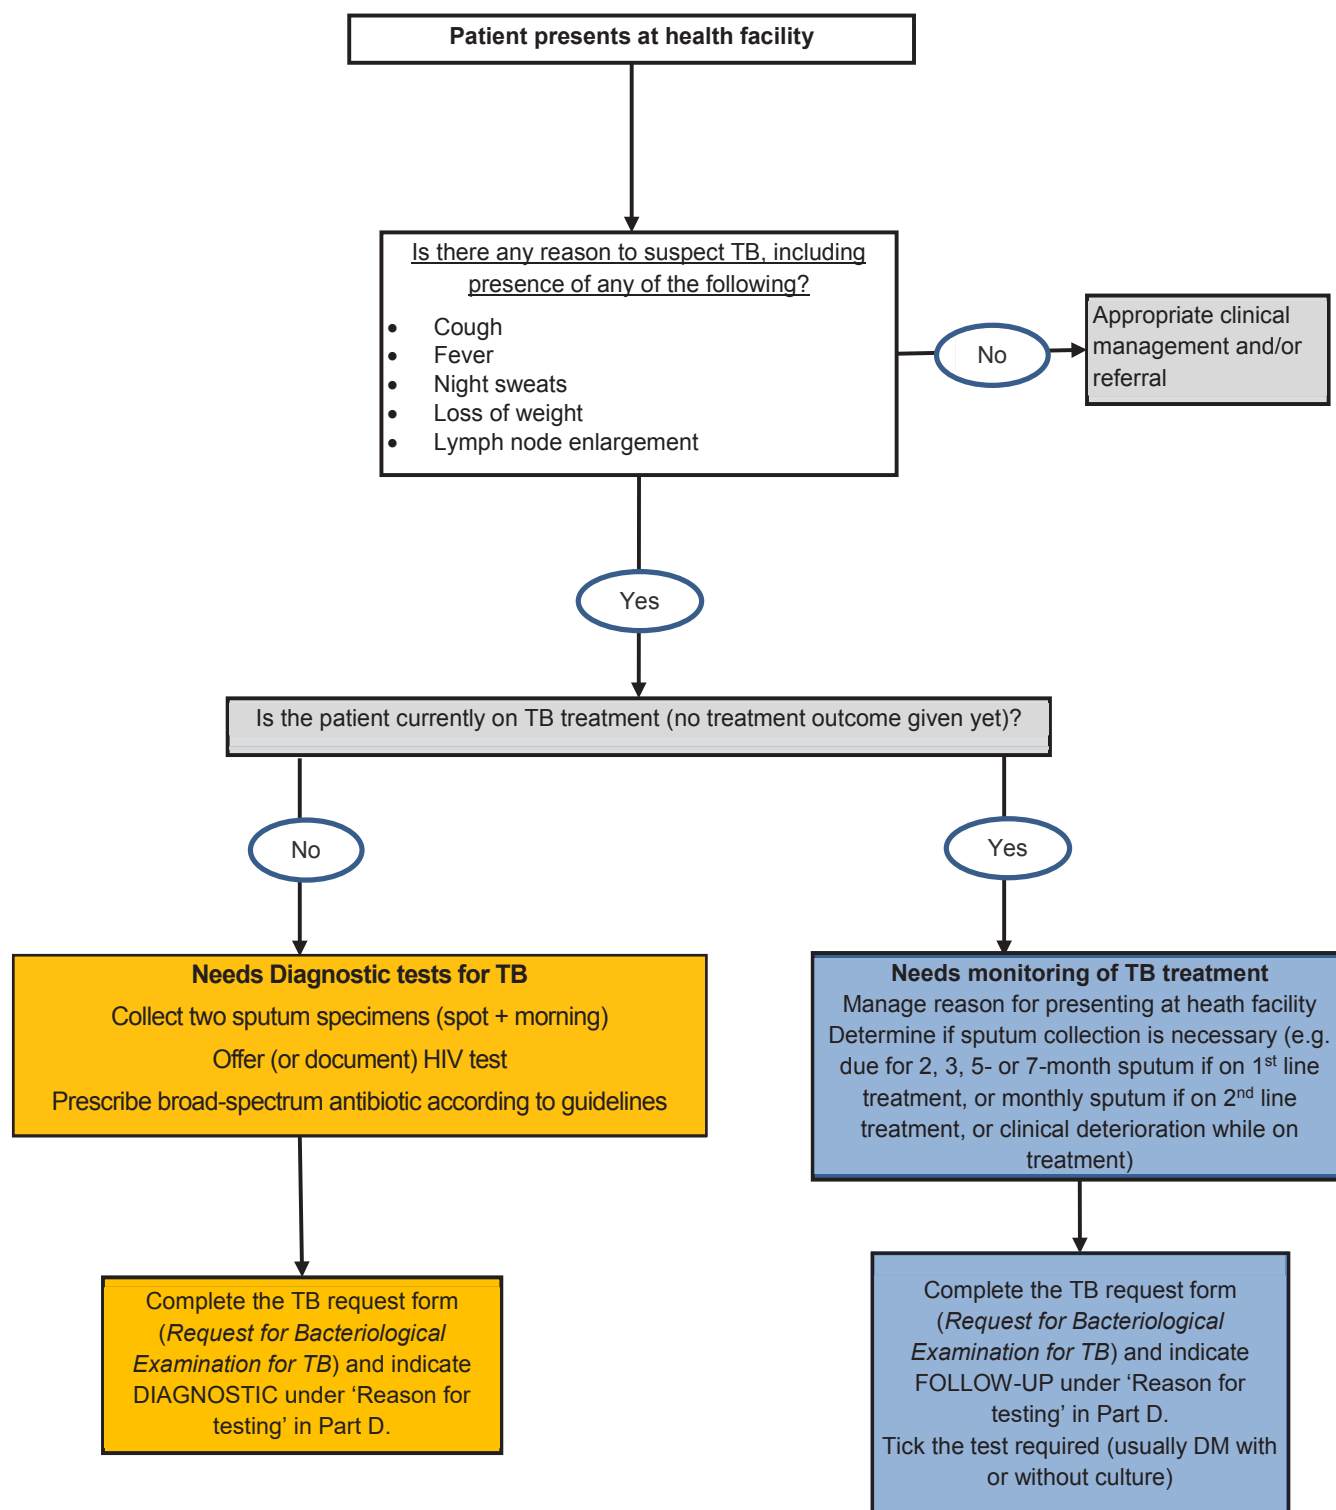 Patient presents at health facility
Is there any reason to suspect TB, including
presence of any of the following?
• Cough
• Fever
• Night sweats
• Loss of weight
• Lymph node enlargement
No
Appropriate clinical
management and/or
referral
Yes
Is the patient currently on TB treatment (no treatment outcome given yet)?
No
Yes
Needs Diagnostic tests for TB
Collect two sputum specimens (spot + morning)
Offer (or document) HIV test
Prescribe broad-spectrum antibiotic according to guidelines
Needs monitoring of TB treatment
Manage reason for presenting at heath facility
Determine if sputum collection is necessary (e.g.
due for 2, 3, 5- or 7-month sputum if on 1st line
treatment, or monthly sputum if on 2nd line
treatment, or clinical deterioration while on
treatment)
Complete the TB request form
(Request for Bacteriological
Examination for TB) and indicate
DIAGNOSTIC under ‘Reason for
testing’ in Part D.
Complete the TB request form
(Request for Bacteriological
Examination for TB) and indicate
FOLLOW-UP under ‘Reason for
testing’ in Part D.
Tick the test required (usually DM with
or without culture)